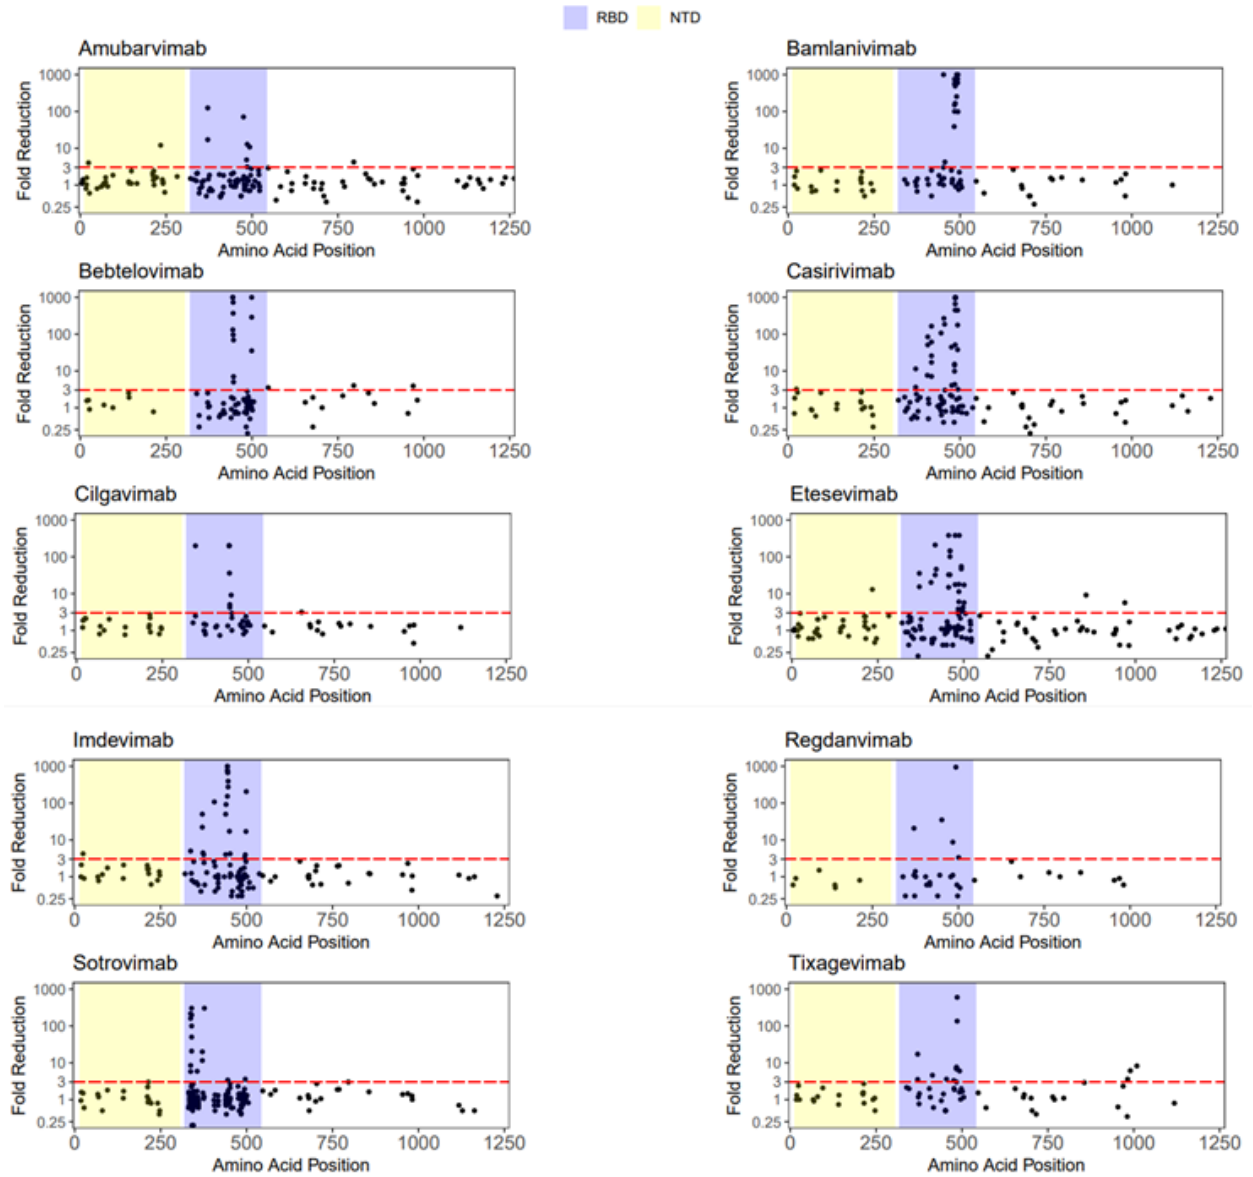 RBD NTD
Amubarvimab
Fold Reduction
1000
100
10
3
1
0.25
0 250 500 750 1000 1250
Amino Acid Position
Bamlanivimab
Fold Reduction
1000
100
10
3
1
0.25
0 250 500 750 1000 1250
Amino Acid Position
Bebtelovimab
Fold Reduction
1000
100
10
3
1
0.25
0 250 500 750 1000 1250
Amino Acid Position
Casirivimab
Fold Reduction
1000
100
10
3
1
0.25
0 250 500 750 1000 1250
Amino Acid Position
Cilgavimab
Fold Reduction
1000
100
10
3
1
0.25
0 250 500 750 1000 1250
Amino Acid Position
Etesevimab
Fold Reduction
1000
100
10
3
1
0.25
0 250 500 750 1000 1250
Amino Acid Position
Imdevimab
Fold Reduction
1000
100
10
3
1
0.25
0 250 500 750 1000 1250
Amino Acid Position
Regdanvimab
Fold Reduction
1000
100
10
3
1
0.25
0 250 500 750 1000 1250
Amino Acid Position
Sotrovimab
Fold Reduction
1000
100
10
3
1
0.25
0 250 500 750 1000 1250
Amino Acid Position
Tixagevimab
Fold Reduction
1000
100
10
3
1
0.25
0 250 500 750 1000 1250
Amino Acid Position